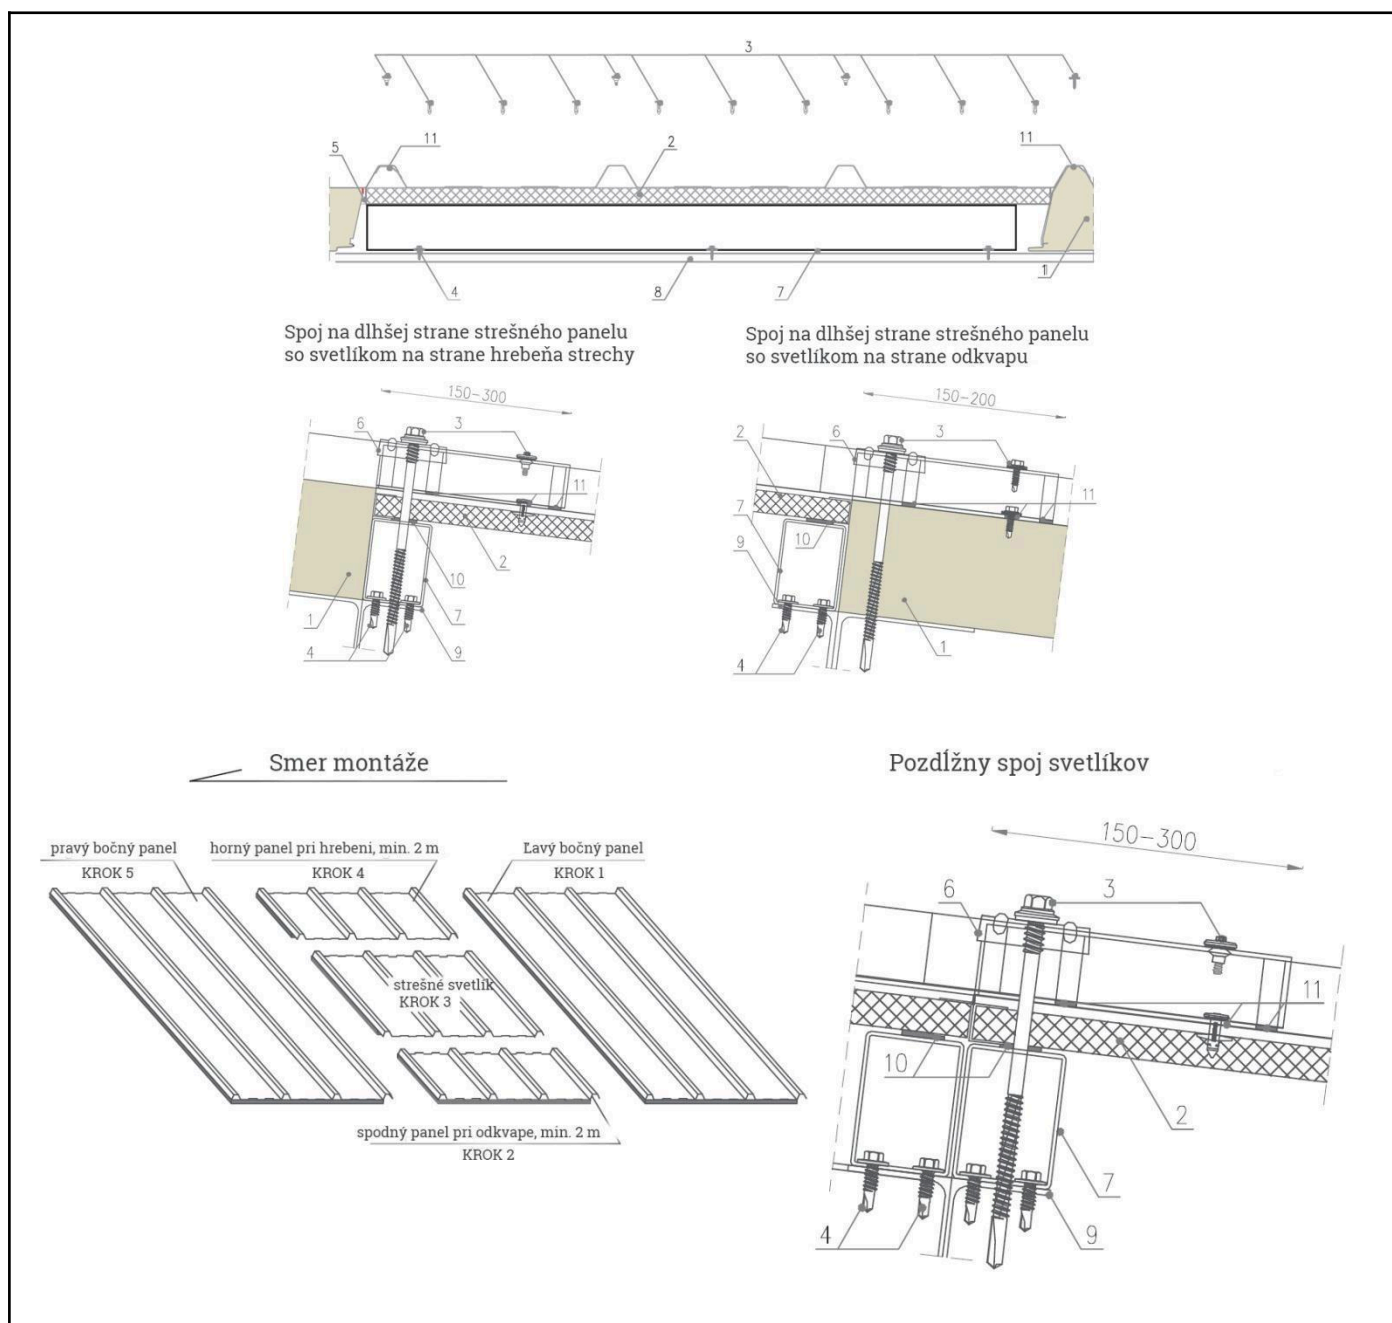 3
11
2
11
5
4
8
7
1
Spoj na dlhšej strane strešného panelu
so svetlíkom na strane hrebeňa strechy
Spoj na dlhšej strane strešného panelu
so svetlíkom na strane odkvapu
150-300
6
3
11
10
2
1
7
4
9
150-200
2
6
3
7
11
9
10
4
1
Smer montáže
pravý bočný panel
KROK 5
horný panel pri hrebeni, min. 2 m
KROK 4
Ľavý bočný panel
KROK 1
strešné svetlík
KROK 3
spodný panel pri odkvape, min. 2 m
KROK 2
Pozdĺžny spoj svetlíkov
150-300
6
3
11
10
2
7
4
9